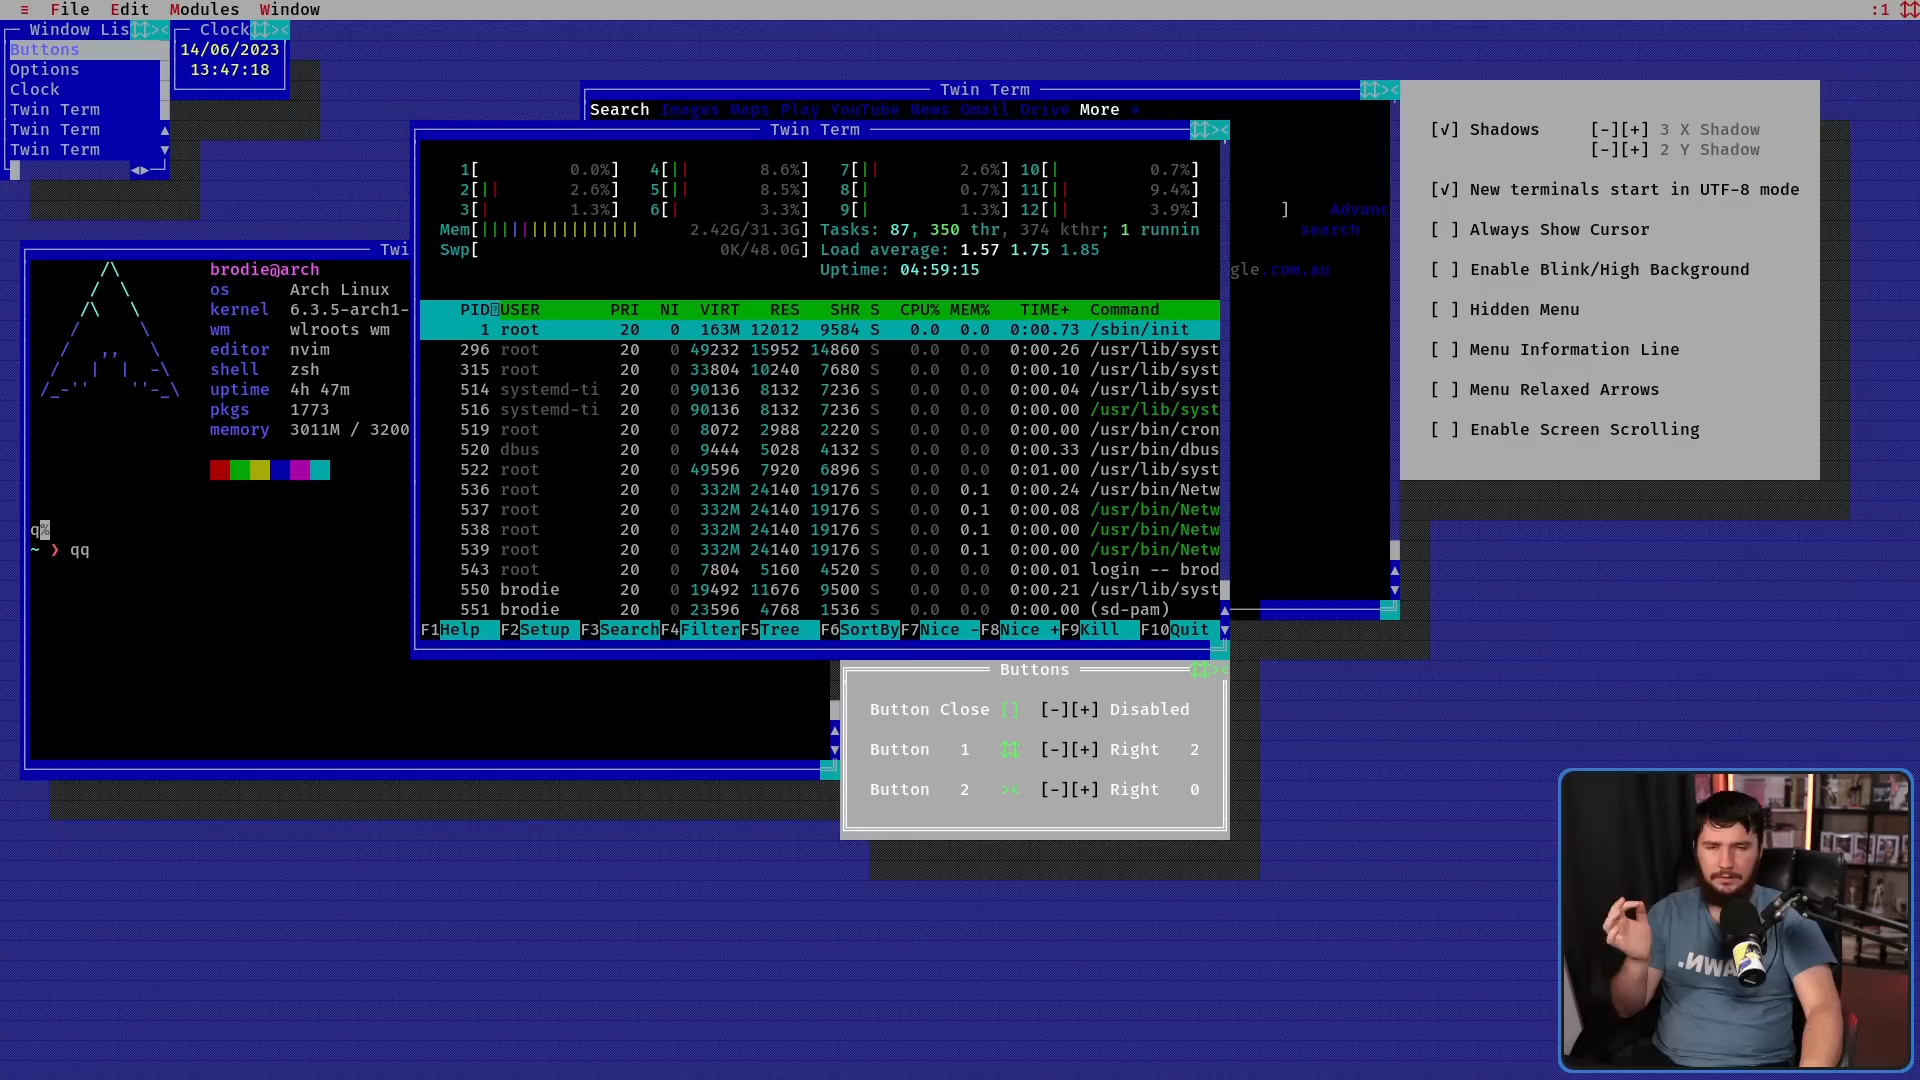 ≡ File Edit Modules Window :1
Window Lis
Buttons
Options
Clock
Twin Term
Twin Term
Twin Term
Clock
14/06/2023
13:47:18
Twin Term
Search Images Maps Play YouTube News Gmail Drive More »
] Advanc
search
gle.com.au
Twin Term
1[ 0.0%] 4[|| 8.6%] 7[|| 2.6%] 10[| 0.7%]
2[|| 2.6%] 5[|| 8.5%] 8[| 0.7%] 11[|| 9.4%]
3[| 1.3%] 6[| 3.3%] 9[| 1.3%] 12[|| 3.9%]
Mem[|||||||||||||||| 2.42G/31.3G] Tasks: 87, 350 thr, 374 kthr; 1 runnin
Swp[ 0K/48.0G] Load average: 1.57 1.75 1.85
Uptime: 04:59:15
PID USER PRI NI VIRT RES SHR S CPU% MEM% TIME+ Command
1 root 20 0 163M 12012 9584 S 0.0 0.0 0:00.73 /sbin/init
296 root 20 0 49232 15952 14860 S 0.0 0.0 0:00.26 /usr/lib/syst
315 root 20 0 33804 10240 7680 S 0.0 0.0 0:00.10 /usr/lib/syst
514 systemd-ti 20 0 90136 8132 7236 S 0.0 0.0 0:00.04 /usr/lib/syst
516 systemd-ti 20 0 90136 8132 7236 S 0.0 0.0 0:00.00 /usr/lib/syst
519 root 20 0 8072 2988 2220 S 0.0 0.0 0:00.00 /usr/bin/cron
520 dbus 20 0 9444 5028 4132 S 0.0 0.0 0:00.33 /usr/bin/dbus
522 root 20 0 49596 7920 6896 S 0.0 0.0 0:01.00 /usr/lib/syst
536 root 20 0 332M 24140 19176 S 0.0 0.1 0:00.24 /usr/bin/Netw
537 root 20 0 332M 24140 19176 S 0.0 0.1 0:00.08 /usr/bin/Netw
538 root 20 0 332M 24140 19176 S 0.0 0.1 0:00.00 /usr/bin/Netw
539 root 20 0 332M 24140 19176 S 0.0 0.1 0:00.00 /usr/bin/Netw
543 root 20 0 7804 5160 4520 S 0.0 0.0 0:00.01 login -- brod
550 brodie 20 0 19492 11676 9500 S 0.0 0.0 0:00.21 /usr/lib/syst
551 brodie 20 0 23596 4768 1536 S 0.0 0.0 0:00.00 (sd-pam)
F1Help F2Setup F3Search F4Filter F5Tree F6SortBy F7Nice - F8Nice + F9Kill F10Quit
Twi
brodie@arch
os Arch Linux
kernel 6.3.5-arch1-
wm wlroots wm
editor nvim
shell zsh
uptime 4h 47m
pkgs 1773
memory 3011M / 3200
q%
~ ❯ qq
[√] Shadows [-][+] 3 X Shadow
[-][+] 2 Y Shadow
[√] New terminals start in UTF-8 mode
[ ] Always Show Cursor
[ ] Enable Blink/High Background
[ ] Hidden Menu
[ ] Menu Information Line
[ ] Menu Relaxed Arrows
[ ] Enable Screen Scrolling
Buttons
Button Close [] [-][+] Disabled
Button 1 [-][+] Right 2
Button 2 >< [-][+] Right 0